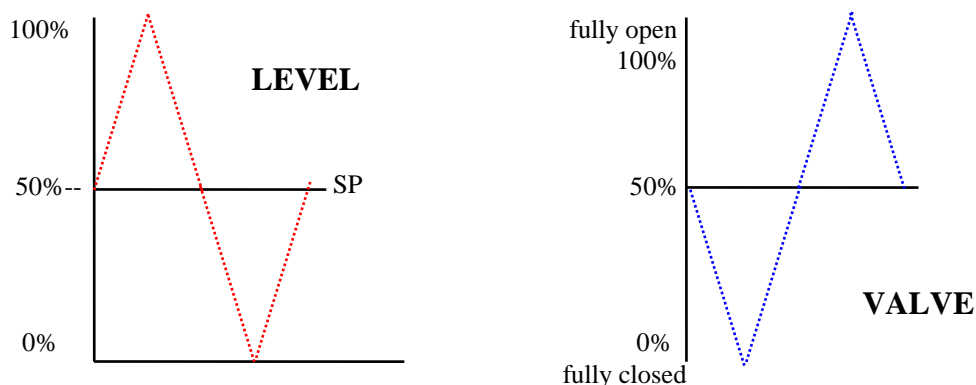 100%
LEVEL
50%--
SP
0%
fully open
100%
50%
VALVE
0%
fully closed